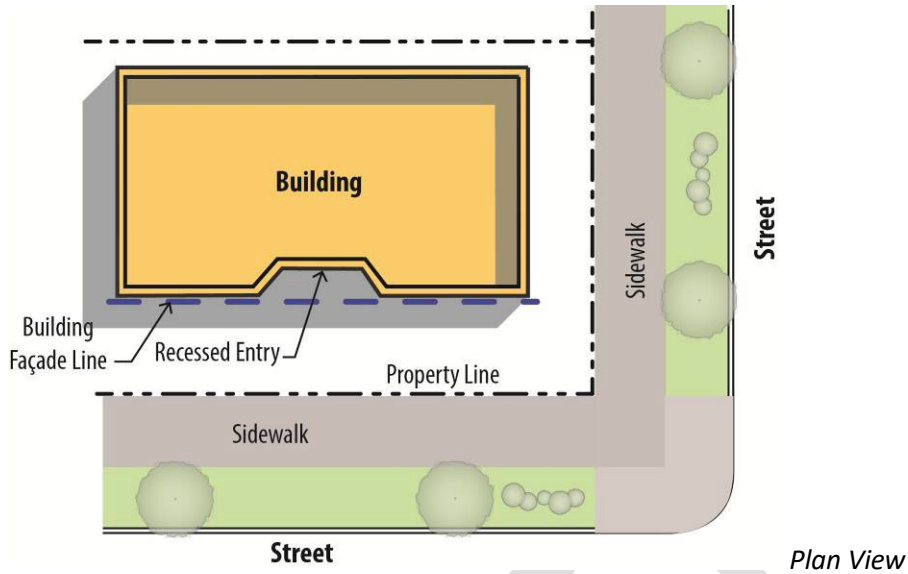 Building
Street
Sidewalk
Building
Façade Line
Recessed Entry
Property Line
Sidewalk
Street
Plan View